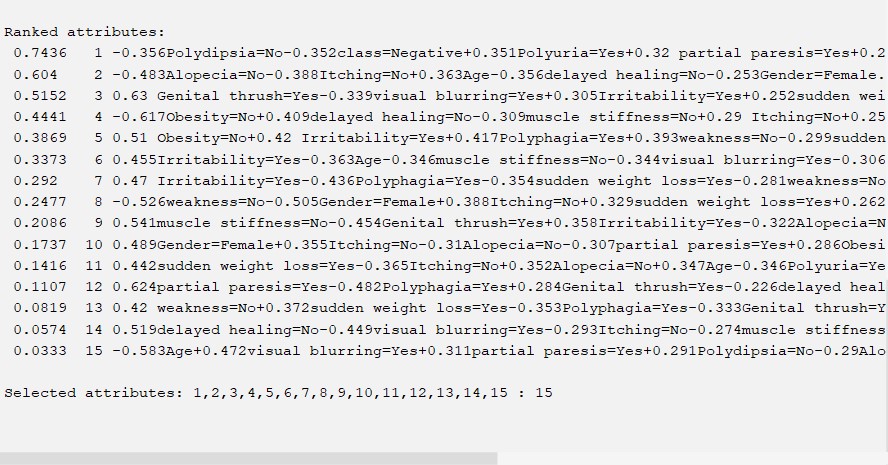 Ranked attributes:
0.7436 1 -0.356Polydipsia=No-0.352class=Negative+0.351Polyuria=Yes+0.32 partial paresis=Yes+0.2
0.604 2 -0.483Alopecia=No-0.388Itching=No+0.363Age-0.356delayed healing=No-0.253Gender=Female.
0.5152 3 0.63 Genital thrush=Yes-0.339visual blurring=Yes+0.305Irritability=Yes+0.252sudden wei
0.4441 4 -0.617Obesity=No+0.409delayed healing=No-0.309muscle stiffness=No+0.29 Itching=No+0.25
0.3869 5 0.51 Obesity=No+0.42 Irritability=Yes+0.417Polyphagia=Yes+0.393weakness=No-0.299sudden
0.3373 6 0.455Irritability=Yes-0.363Age-0.346muscle stiffness=No-0.344visual blurring=Yes-0.306
0.292 7 0.47 Irritability=Yes-0.436Polyphagia=Yes-0.354sudden weight loss=Yes-0.281weakness=No
0.2477 8 -0.526weakness=No-0.505Gender=Female+0.388Itching=No+0.329sudden weight loss=Yes+0.262
0.2086 9 0.541muscle stiffness=No-0.454Genital thrush=Yes+0.358Irritability=Yes-0.322Alopecia=N
0.1737 10 0.489Gender=Female+0.355Itching=No-0.31Alopecia=No-0.307partial paresis=Yes+0.286Obesi
0.1416 11 0.442sudden weight loss=Yes-0.365Itching=No+0.352Alopecia=No+0.347Age-0.346Polyuria=Ye
0.1107 12 0.624partial paresis=Yes-0.482Polyphagia=Yes+0.284Genital thrush=Yes-0.226delayed heal
0.0819 13 0.42 weakness=No+0.372sudden weight loss=Yes-0.353Polyphagia=Yes-0.333Genital thrush=Y
0.0574 14 0.519delayed healing=No-0.449visual blurring=Yes-0.293Itching=No-0.274muscle stiffness
0.0333 15 -0.583Age+0.472visual blurring=Yes+0.311partial paresis=Yes+0.291Polydipsia=No-0.29Alo
Selected attributes: 1,2,3,4,5,6,7,8,9,10,11,12,13,14,15 : 15